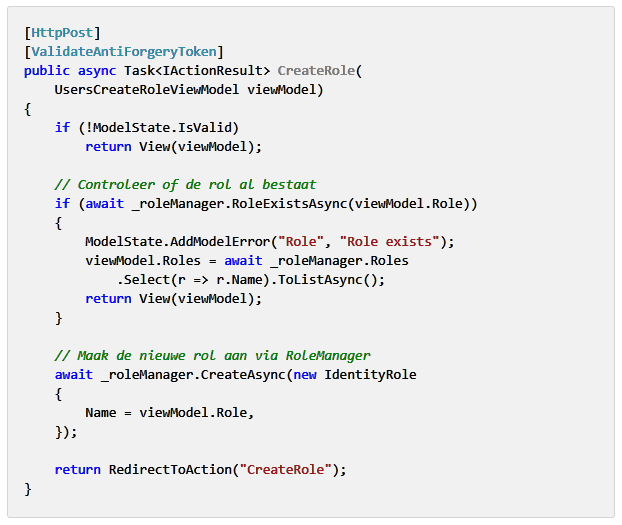 [HttpPost]
[ValidateAntiForgeryToken]
public async Task<IActionResult> CreateRole(
    UsersCreateRoleViewModel viewModel)
{
    if (!ModelState.IsValid)
        return View(viewModel);

    // Controleer of de rol al bestaat
    if (await _roleManager.RoleExistsAsync(viewModel.Role))
    {
        ModelState.AddModelError("Role", "Role exists");
        viewModel.Roles = await _roleManager.Roles
            .Select(r => r.Name).ToListAsync();
        return View(viewModel);
    }

    // Maak de nieuwe rol aan via RoleManager
    await _roleManager.CreateAsync(new IdentityRole
    {
        Name = viewModel.Role,
    });

    return RedirectToAction("CreateRole");
}